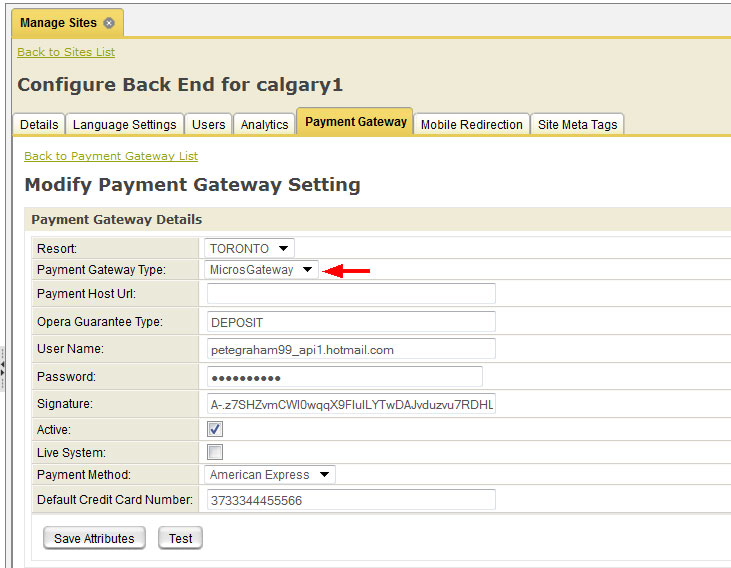 Manage Sites
Back to Sites List
Configure Back End for calgary1
Details Language Settings Users Analytics Payment Gateway Mobile Redirection Site Meta Tags
Back to Payment Gateway List
Modify Payment Gateway Setting
Payment Gateway Details
Resort: TORONTO
Payment Gateway Type: MicrosGateway
Payment Host Url:
Opera Guarantee Type: DEPOSIT
User Name: petegraham99_api1.hotmail.com
Password: ●●●●●●●●●●
Signature: A-.z7SHZvmCWl0wqqX9FIulLYTwDAJvduzvu7RDHL
Active:
Live System:
Payment Method: American Express
Default Credit Card Number: 3733344455566
Save Attributes Test